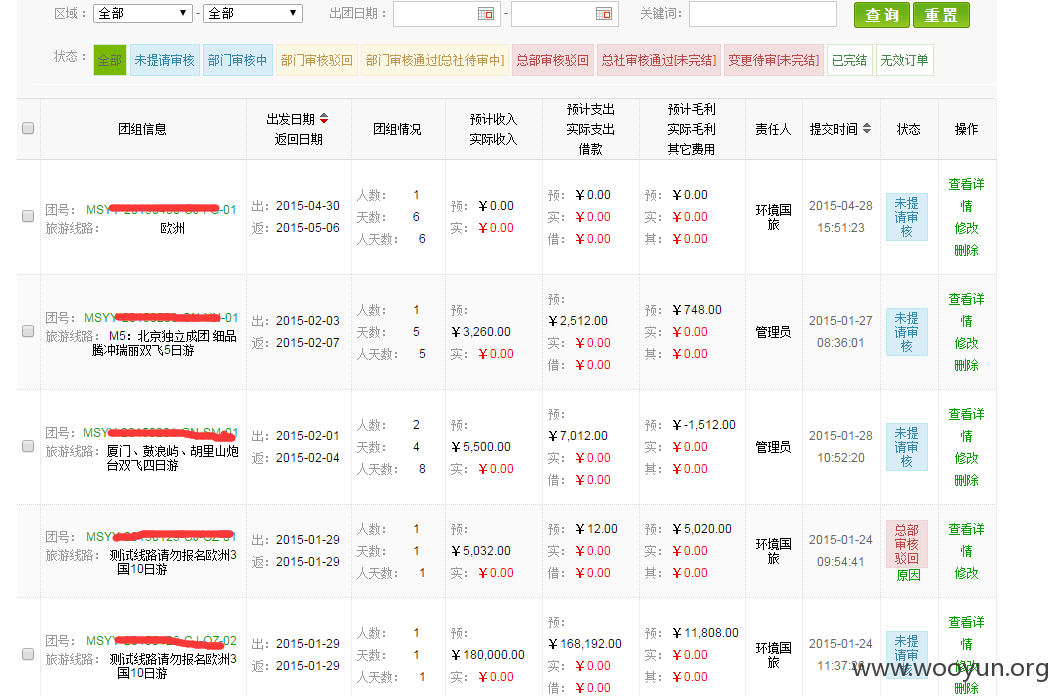 区域： 全部 - 全部 出团日期： - 关键词： 查 询 重 置
状态： 全部 未提请审核 部门审核中 部门审核驳回 部门审核通过[总社待审中] 总部审核驳回 总社审核通过[未完结] 变更待审[未完结] 已完结 无效订单
团组信息
出发日期
返回日期
团组情况
预计收入
实际收入
预计支出
实际支出
借款
预计毛利
实际毛利
其它费用
责任人
提交时间
状态
操作
团号： MSY -01
旅游线路： 欧洲
出： 2015-04-30
返： 2015-05-06
人数： 1
天数： 6
人天数： 6
预： ￥0.00
实： ￥0.00
预： ￥0.00
实： ￥0.00
借： ￥0.00
预： ￥0.00
实： ￥0.00
其： ￥0.00
环境国
旅
2015-04-28
15:51:23
未提
请审
核
查看详
情
修改
删除
团号： MSYY -01
旅游线路： M5：北京独立成团 细品
腾冲瑞丽双飞5日游
出： 2015-02-03
返： 2015-02-07
人数： 1
天数： 5
人天数： 5
预：
￥3,260.00
实： ￥0.00
预：
￥2,512.00
实： ￥0.00
借： ￥0.00
预： ￥748.00
实： ￥0.00
其： ￥0.00
管理员
2015-01-27
08:36:01
未提
请审
核
查看详
情
修改
删除
团号： MSY -01
旅游线路： 厦门、鼓浪屿、胡里山炮
台双飞四日游
出： 2015-02-01
返： 2015-02-04
人数： 2
天数： 4
人天数： 8
预：
￥5,500.00
实： ￥0.00
预：
￥7,012.00
实： ￥0.00
借： ￥0.00
预： ￥-1,512.00
实： ￥0.00
其： ￥0.00
管理员
2015-01-28
10:52:20
未提
请审
核
查看详
情
修改
删除
团号： MSYY
旅游线路： 测试线路请勿报名欧洲3
国10日游
出： 2015-01-29
返： 2015-01-29
人数： 1
天数： 1
人天数： 1
预：
￥5,032.00
实： ￥0.00
预： ￥12.00
实： ￥0.00
借： ￥0.00
预： ￥5,020.00
实： ￥0.00
其： ￥0.00
环境国
旅
2015-01-24
09:54:41
总部
审核
驳回
原因
查看详
情
修改
团号： MSYY -02
旅游线路： 测试线路请勿报名欧洲3
国10日游
出： 2015-01-29
返： 2015-01-29
人数： 1
天数： 1
人天数： 1
预：
￥180,000.00
实： ￥0.00
预：
￥168,192.00
实： ￥0.00
借： ￥0.00
预： ￥11,808.00
实： ￥0.00
其： ￥0.00
环境国
旅
2015-01-24
11:37:
未提
请审
核
查看详
情
修改
删除
www.wooyun.org